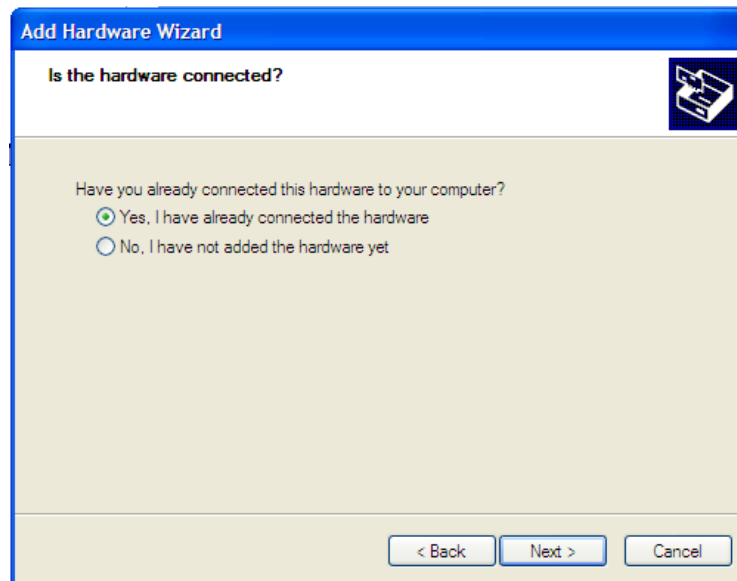 Add Hardware Wizard
Is the hardware connected?
Have you already connected this hardware to your computer?
Yes, I have already connected the hardware
No, I have not added the hardware yet
< Back Next > Cancel